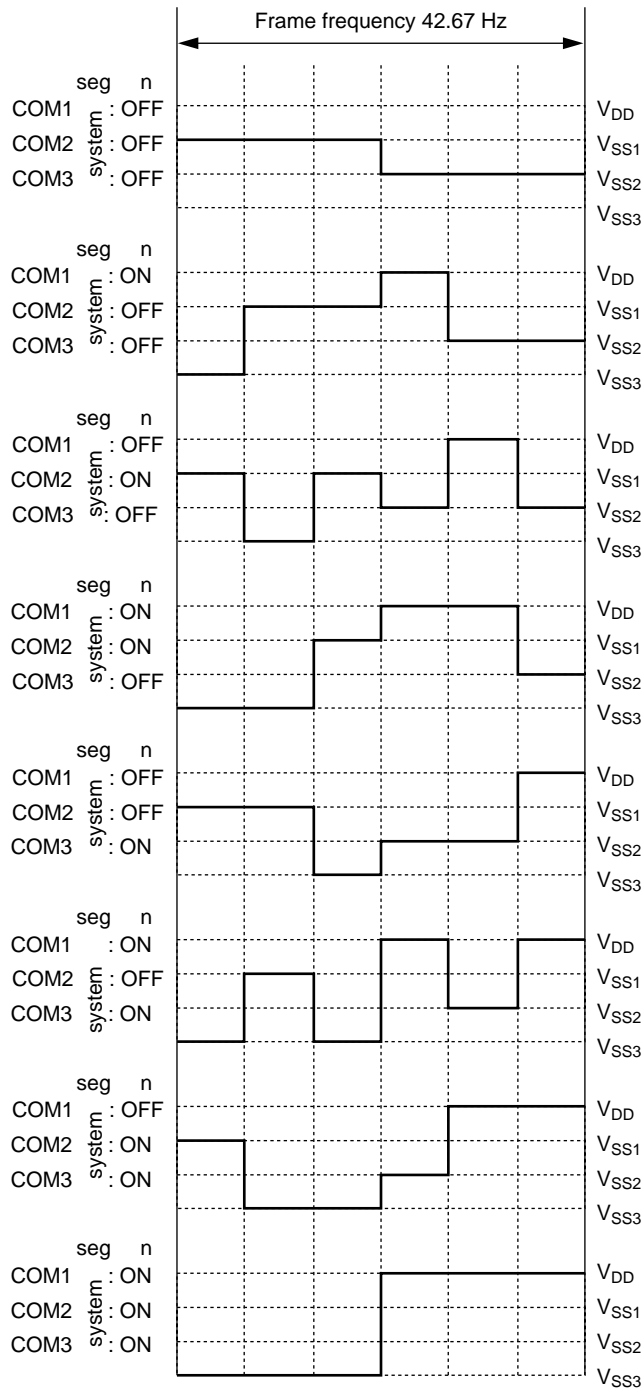 Frame frequency 42.67 Hz
seg n
COM1 : OFF VDD
COM2 : OFF VSS1
COM3 : OFF VSS2
system
VSS3
seg n
COM1 : ON VDD
COM2 : OFF VSS1
COM3 : OFF VSS2
system
VSS3
seg n
COM1 : OFF VDD
COM2 : ON VSS1
COM3 : OFF VSS2
system
VSS3
seg n
COM1 : ON VDD
COM2 : ON VSS1
COM3 : OFF VSS2
system
VSS3
seg n
COM1 : OFF VDD
COM2 : OFF VSS1
COM3 : ON VSS2
system
VSS3
seg n
COM1 : ON VDD
COM2 : OFF VSS1
COM3 : ON VSS2
system
VSS3
seg n
COM1 : OFF VDD
COM2 : ON VSS1
COM3 : ON VSS2
system
VSS3
seg n
COM1 : ON VDD
COM2 : ON VSS1
COM3 : ON VSS2
system
VSS3